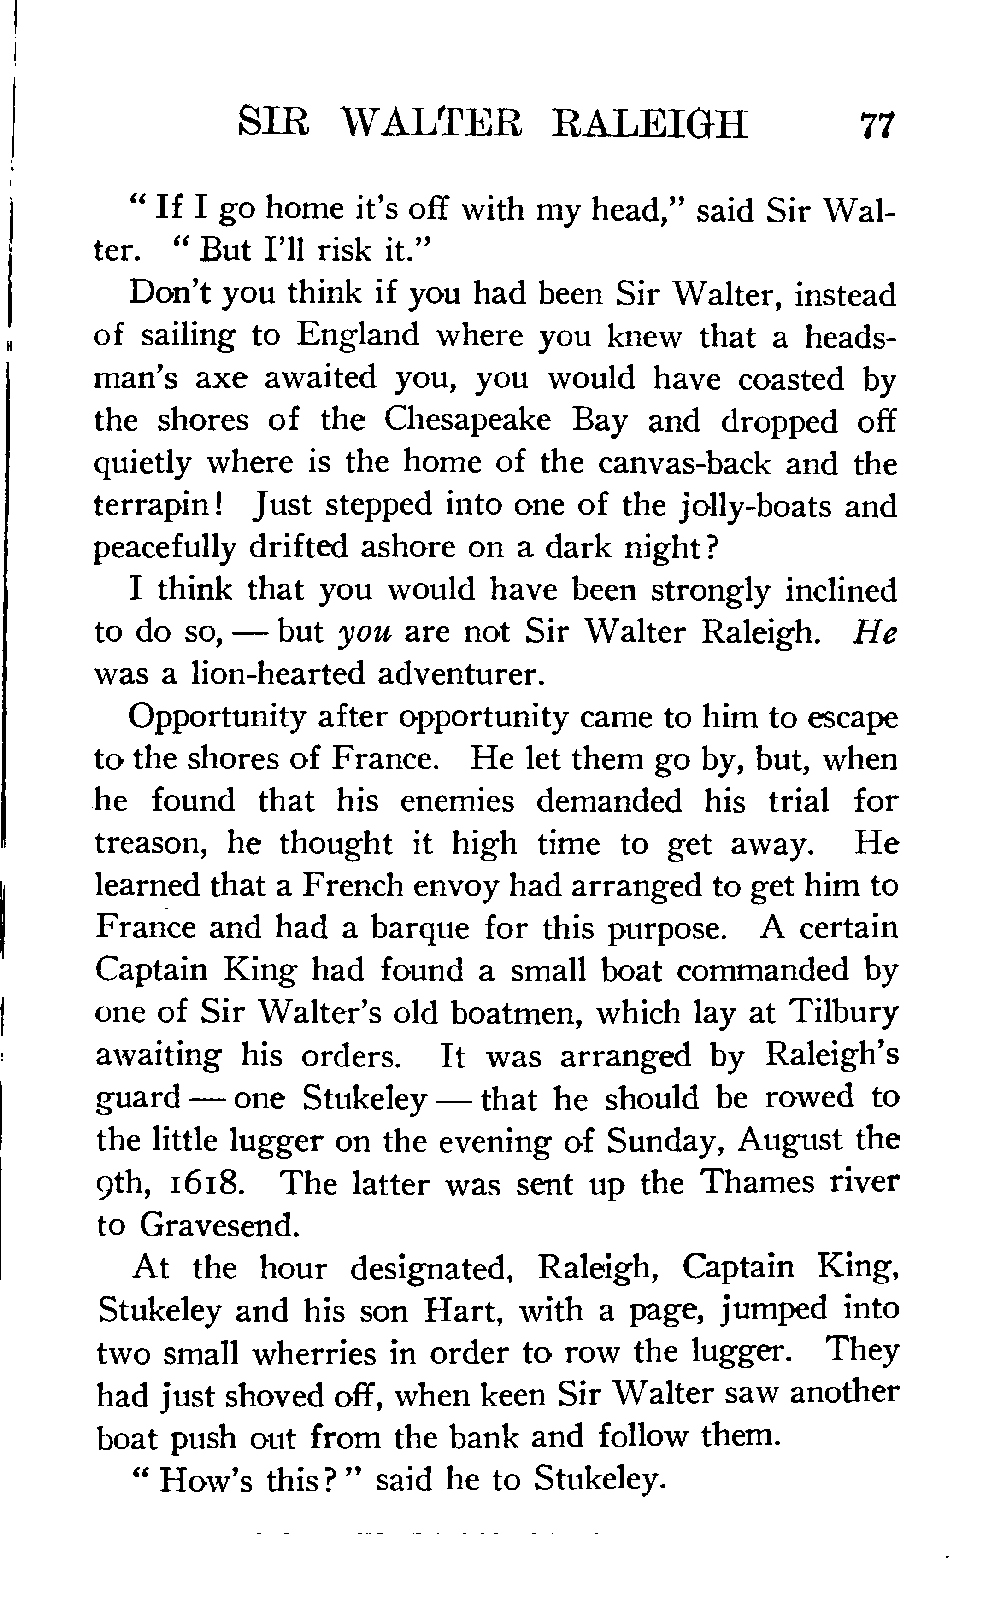 SIR WALTER RALEIGH 77
“ If I go home it’s off with my head,” said Sir Wal-
ter. “ But I’ll risk it.”
Don’t you think if you had been Sir Walter, instead
of sailing to England where you knew that a heads-
man’s axe awaited you, you would have coasted by
the shores of the Chesapeake Bay and dropped off
quietly where is the home of the canvas-back and the
terrapin! Just stepped into one of the jolly-boats and
peacefully drifted ashore on a dark night?
I think that you would have been strongly inclined
to do so, — but you are not Sir Walter Raleigh. He
was a lion-hearted adventurer.
Opportunity after opportunity came to him to escape
to the shores of France. He let them go by, but, when
he found that his enemies demanded his trial for
treason, he thought it high time to get away. He
learned that a French envoy had arranged to get him to
France and had a barque for this purpose. A certain
Captain King had found a small boat commanded by
one of Sir Walter’s old boatmen, which lay at Tilbury
awaiting his orders. It was arranged by Raleigh’s
guard — one Stukeley — that he should be rowed to
the little lugger on the evening of Sunday, August the
9th, 1618. The latter was sent up the Thames river
to Gravesend.
At the hour designated, Raleigh, Captain King,
Stukeley and his son Hart, with a page, jumped into
two small wherries in order to row the lugger. They
had just shoved off, when keen Sir Walter saw another
boat push out from the bank and follow them.
“ How’s this? ” said he to Stukeley.